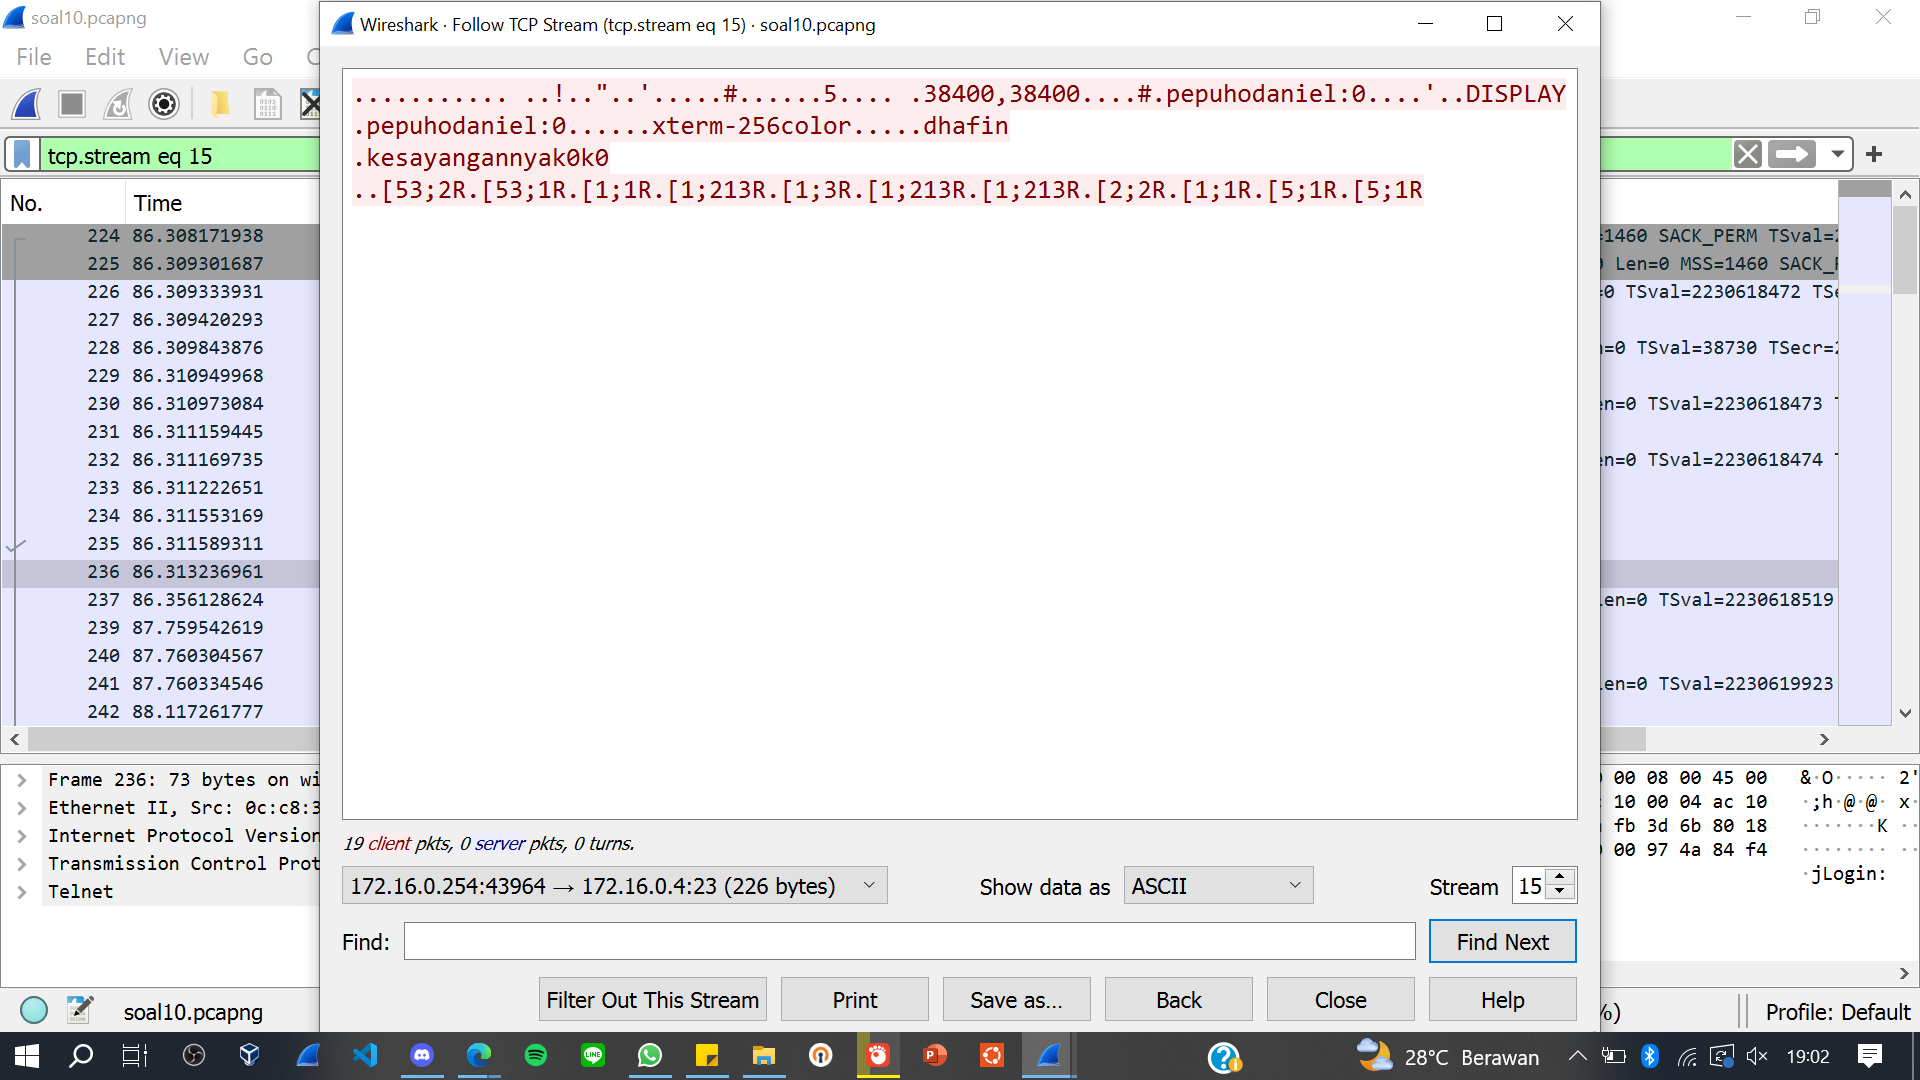 soal10.pcapng
File Edit View Go
Wireshark · Follow TCP Stream (tcp.stream eq 15) · soal10.pcapng
tcp.stream eq 15
No. Time
224 86.308171938
225 86.309301687
226 86.309333931
227 86.309420293
228 86.309843876
229 86.310949968
230 86.310973084
231 86.311159445
232 86.311169735
233 86.311222651
234 86.311553169
235 86.311589311
236 86.313236961
237 86.356128624
239 87.759542619
240 87.760304567
241 87.760334546
242 88.117261777
........... ..!.."..'.....#......5.... .38400,38400....#.pepuhodaniel:0....'..DISPLAY
.pepuhodaniel:0......xterm-256color.....dhafin
.kesayangannyak0k0
..[53;2R.[53;1R.[1;1R.[1;213R.[1;3R.[1;213R.[1;213R.[2;2R.[1;1R.[5;1R.[5;1R
=1460 SACK_PERM TSval=
Len=0 MSS=1460 SACK_
=0 TSval=2230618472 TS
=0 TSval=38730 TSecr=
en=0 TSval=2230618473
en=0 TSval=2230618474
en=0 TSval=2230618519
en=0 TSval=2230619923
19 client pkts, 0 server pkts, 0 turns.
172.16.0.254:43964 → 172.16.0.4:23 (226 bytes)
Show data as ASCII
Stream 15
Find:
Find Next
Filter Out This Stream Print Save as… Back Close Help
Frame 236: 73 bytes on wi
Ethernet II, Src: 0c:c8:3
Internet Protocol Version
Transmission Control Prot
Telnet
00 08 00 45 00 &·O····· 2'
10 00 04 ac 10 ·;h·@·@· x·
fb 3d 6b 80 18 ·······K ··
00 97 4a 84 f4 ········ ··
·jLogin:
soal10.pcapng
%)
Profile: Default
28°C Berawan
19:02